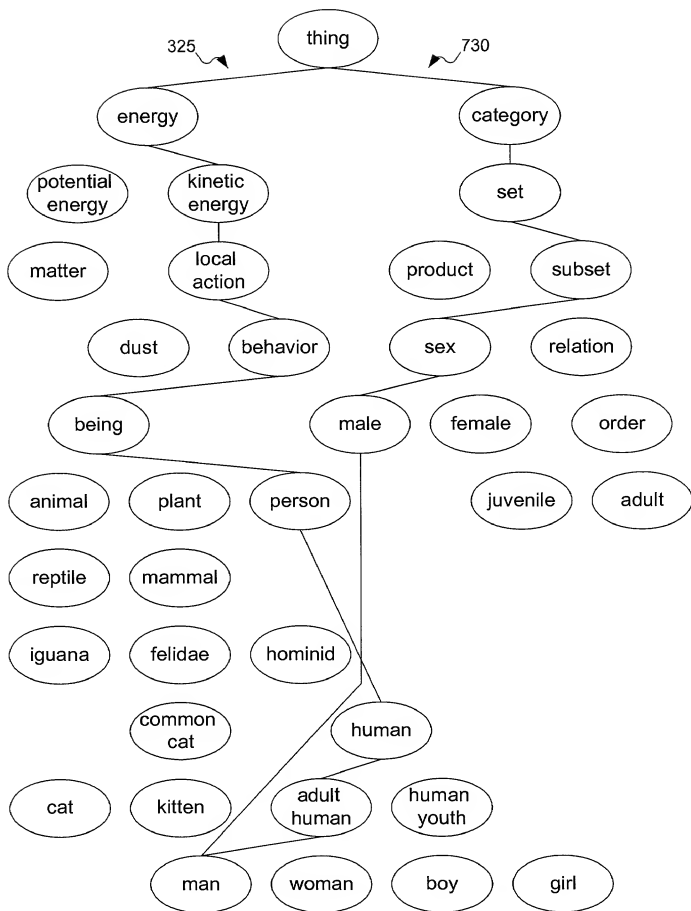 thing
325
730
energy
category
potential
energy
kinetic
energy
set
matter
local
action
product
subset
dust
behavior
sex
relation
being
male
female
order
animal
plant
person
juvenile
adult
reptile
mammal
iguana
felidae
hominid
common
cat
human
cat
kitten
adult
human
human
youth
man
woman
boy
girl